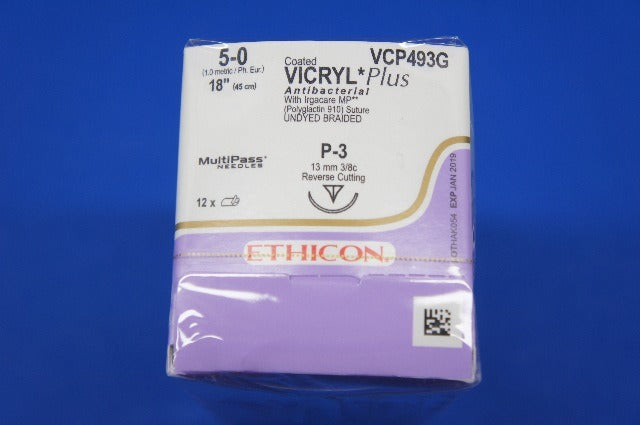 5-0
(1.0 metric / Ph. Eur.)
18" (45 cm)
Coated
VICRYL* Plus
Antibacterial
With Irgacare MP**
(Polyglactin 910) Suture
UNDYED BRAIDED
VCP493G
MultiPass®
NEEDLES
12 x
P-3
13 mm 3/8c
Reverse Cutting
EXP JAN 2019
ETHICON